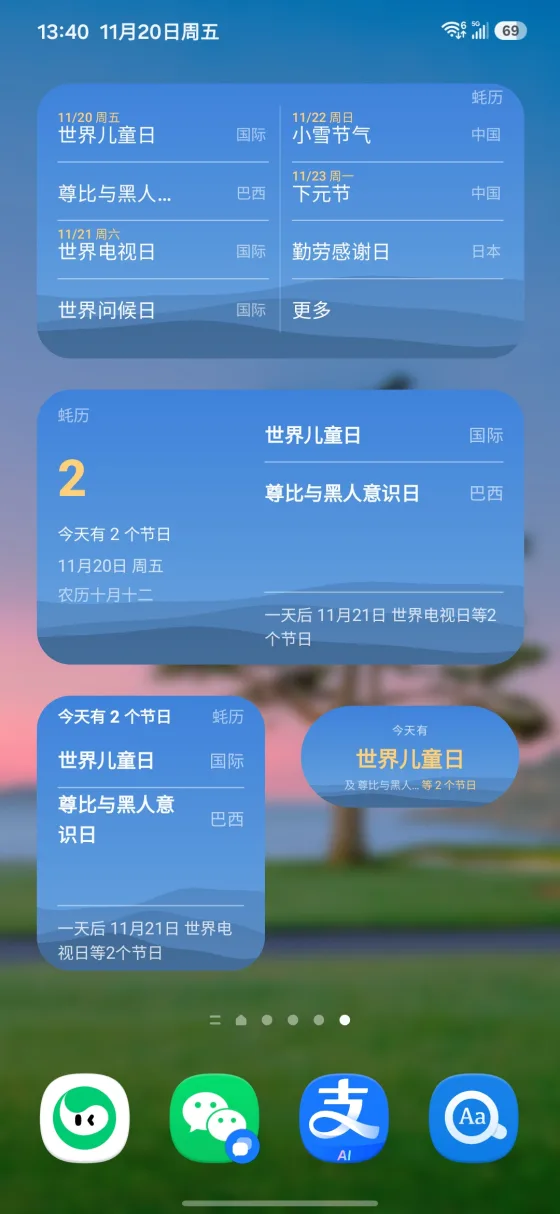 13:40 11月20日周五
6
5G
69
蚝历
11/20 周五
世界儿童日 国际
尊比与黑人... 巴西
11/21 周六
世界电视日 国际
世界问候日 国际
11/22 周日
小雪节气 中国
11/23 周一
下元节 中国
勤劳感谢日 日本
更多
蚝历
2
今天有 2 个节日
11月20日 周五
农历十月十二
世界儿童日 国际
尊比与黑人意识日 巴西
一天后 11月21日 世界电视日等2
个节日
今天有 2 个节日 蚝历
世界儿童日 国际
尊比与黑人意
识日 巴西
一天后 11月21日 世界电
视日等2个节日
今天有
世界儿童日
及 尊比与黑人... 等 2 个节日
支
AI
Aa